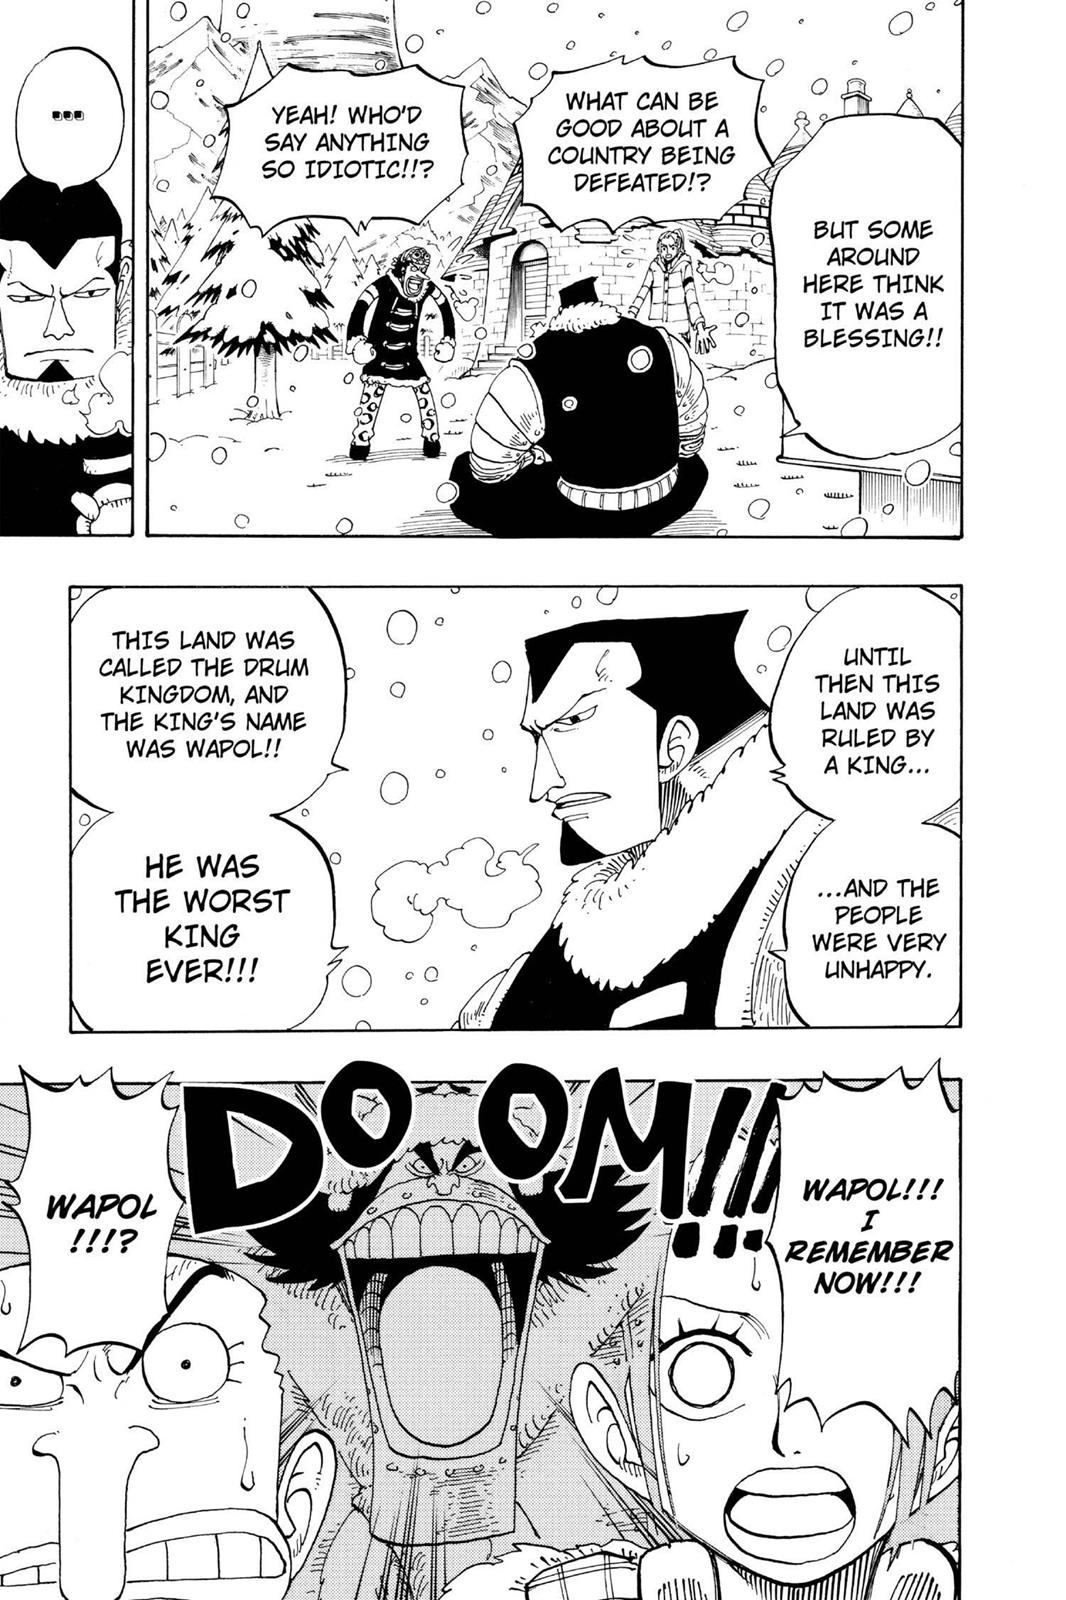 BUT SOME
AROUND
HERE THINK
IT WAS A
BLESSING!!
WHAT CAN BE
GOOD ABOUT A
COUNTRY BEING
DEFEATED!?
YEAH! WHO'D
SAY ANYTHING
SO IDIOTIC!!?
...
UNTIL
THEN THIS
LAND WAS
RULED BY
A KING...
...AND THE
PEOPLE
WERE VERY
UNHAPPY.
THIS LAND WAS
CALLED THE DRUM
KINGDOM, AND
THE KING'S NAME
WAS WAPOL!!
HE WAS
THE WORST
KING
EVER!!!
WAPOL!!!
I
REMEMBER
NOW!!!
DOOM!!!
WAPOL
!!!?